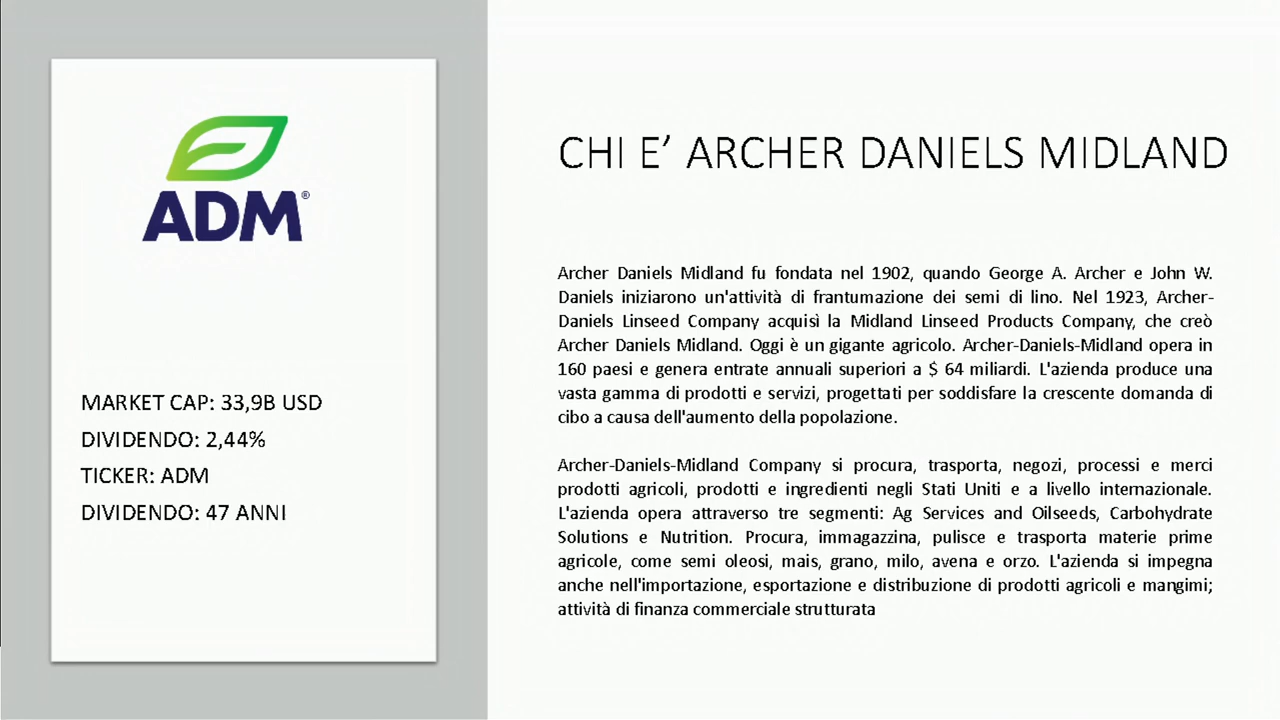 ADM®
MARKET CAP: 33,9B USD
DIVIDENDO: 2,44%
TICKER: ADM
DIVIDENDO: 47 ANNI
CHI E’ ARCHER DANIELS MIDLAND
Archer Daniels Midland fu fondata nel 1902, quando George A. Archer e John W.
Daniels iniziarono un'attività di frantumazione dei semi di lino. Nel 1923, Archer-
Daniels Linseed Company acquisì la Midland Linseed Products Company, che creò
Archer Daniels Midland. Oggi è un gigante agricolo. Archer-Daniels-Midland opera in
160 paesi e genera entrate annuali superiori a $ 64 miliardi. L'azienda produce una
vasta gamma di prodotti e servizi, progettati per soddisfare la crescente domanda di
cibo a causa dell'aumento della popolazione.
Archer-Daniels-Midland Company si procura, trasporta, negozi, processi e merci
prodotti agricoli, prodotti e ingredienti negli Stati Uniti e a livello internazionale.
L'azienda opera attraverso tre segmenti: Ag Services and Oilseeds, Carbohydrate
Solutions e Nutrition. Procura, immagazzina, pulisce e trasporta materie prime
agricole, come semi oleosi, mais, grano, milo, avena e orzo. L'azienda si impegna
anche nell'importazione, esportazione e distribuzione di prodotti agricoli e mangimi;
attività di finanza commerciale strutturata